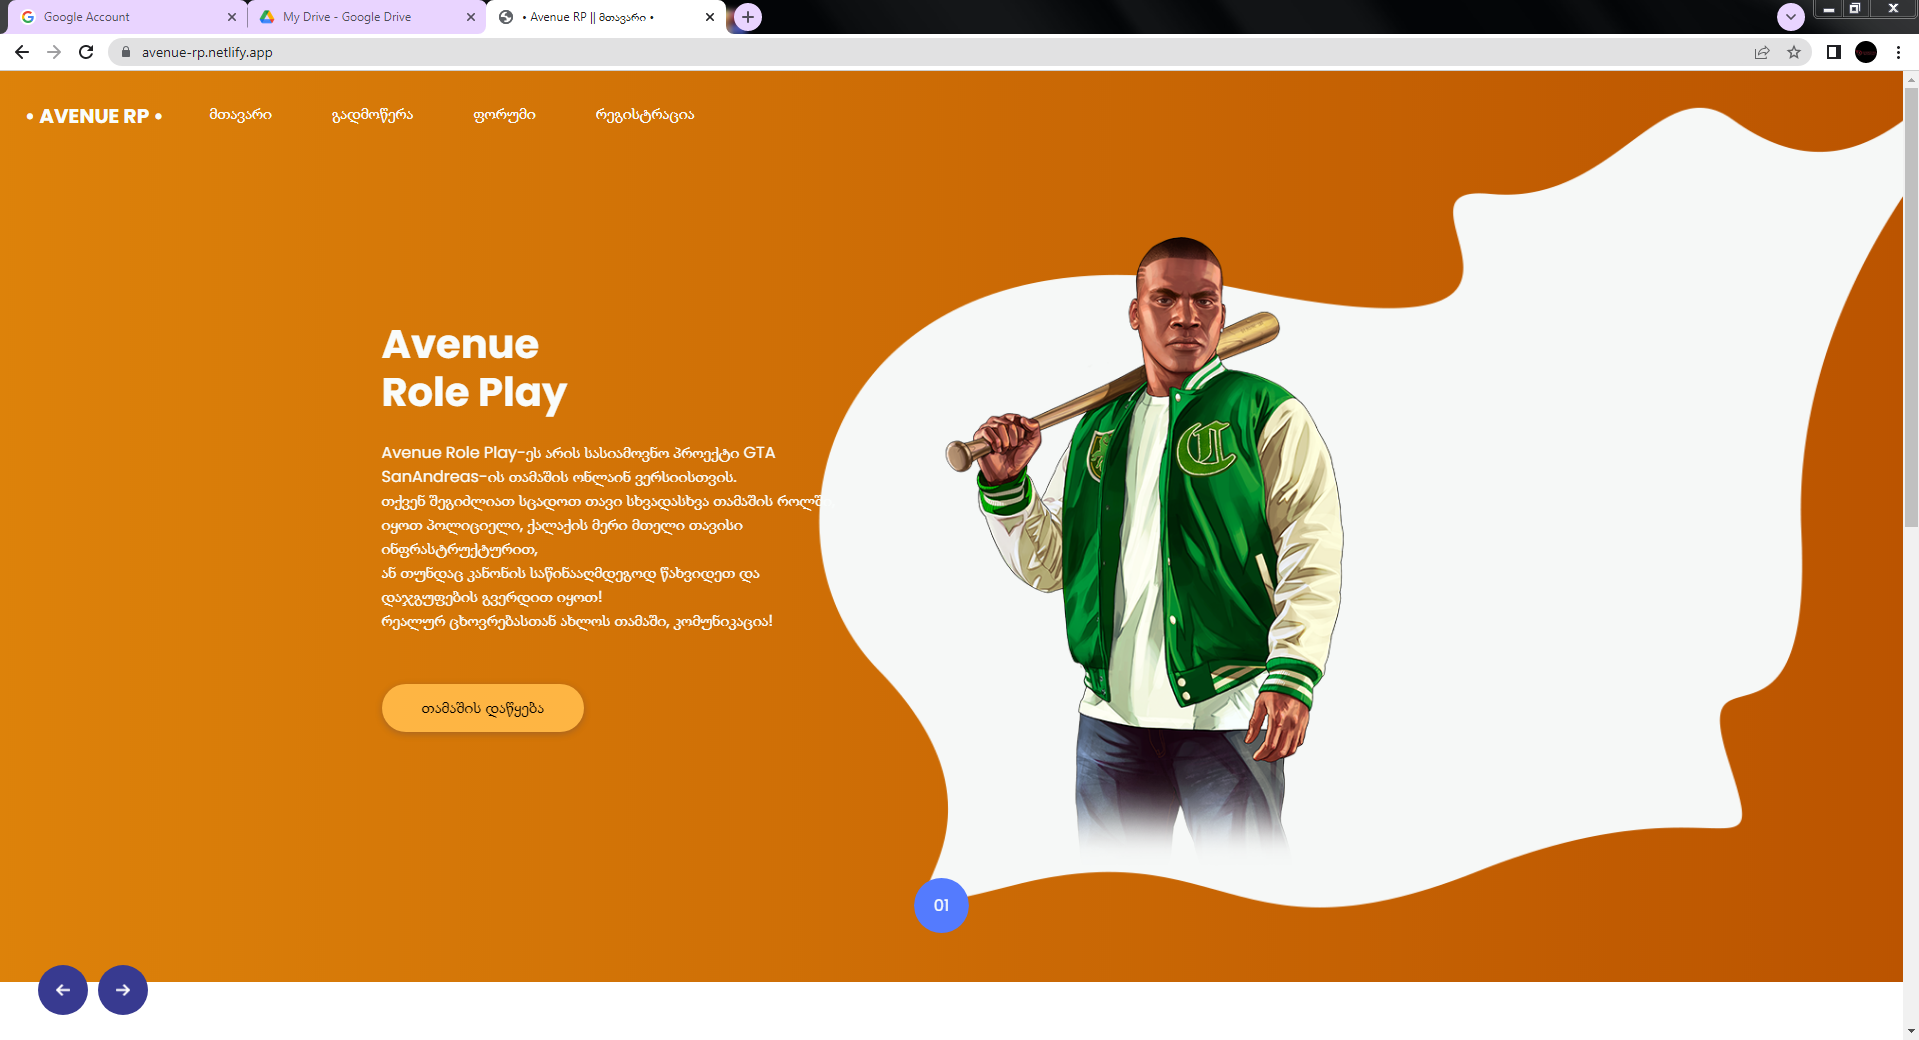 Google Account
My Drive - Google Drive
• Avenue RP || მთავარი •
avenue-rp.netlify.app
• AVENUE RP •
მთავარი
გადმოწერა
ფორუმი
რეგისტრაცია
Avenue
Role Play
Avenue Role Play-ეს არის სასიამოვნო პროექტი GTA
SanAndreas-ის თამაშის ონლაინ ვერსიისთვის.
თქვენ შეგიძლიათ სცადოთ თავი სხვადასხვა თამაშის როლში,
იყოთ პოლიციელი, ქალაქის მერი მთელი თავისი
ინფრასტრუქტურით,
ან თუნდაც კანონის საწინააღმდეგოდ წახვიდეთ და
დაჯგუფების გვერდით იყოთ!
რეალურ ცხოვრებასთან ახლოს თამაში, კომუნიკაცია!
თამაშის დაწყება
C
01